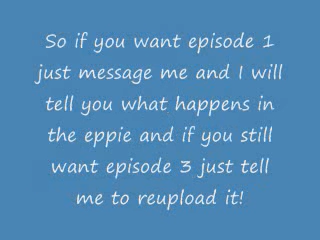 So if you want episode 1
just message me and I will
tell you what happens in
the eppie and if you still
want episode 3 just tell
me to reupload it!